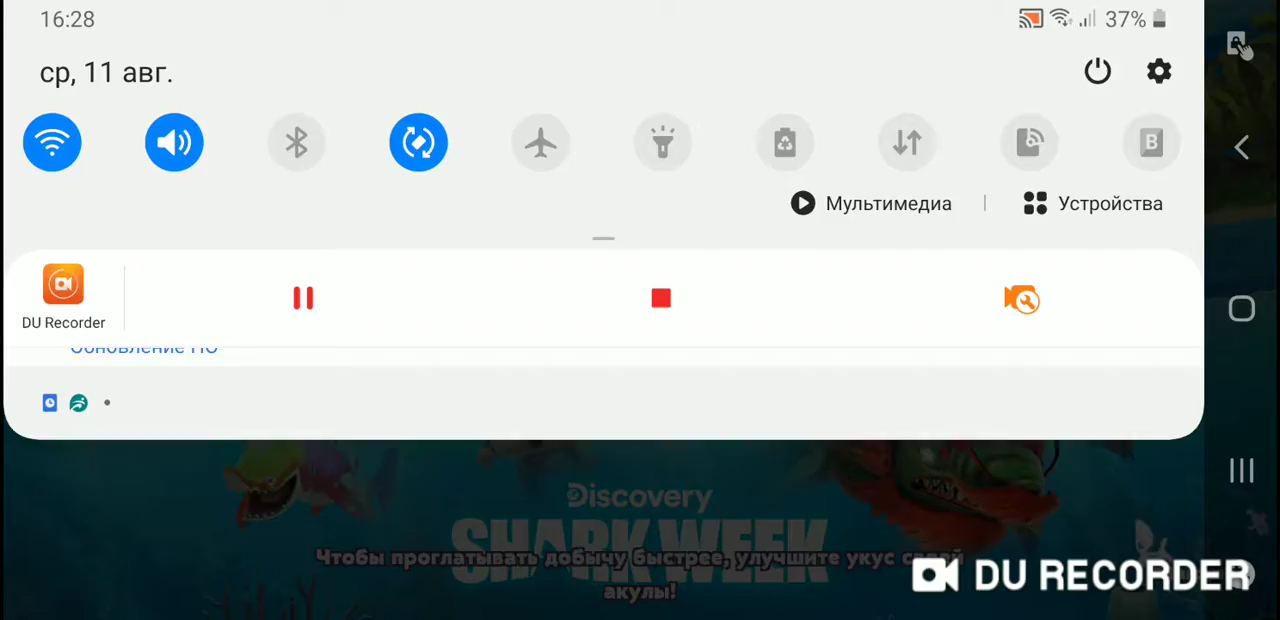 16:28
37%
ср, 11 авг.
Мультимедиа | Устройства
DU Recorder
Обновление ПО
Discovery
SHARK WEEK
Чтобы проглатывать добычу быстрее, улучшите укус своей
акулы!
DU RECORDER